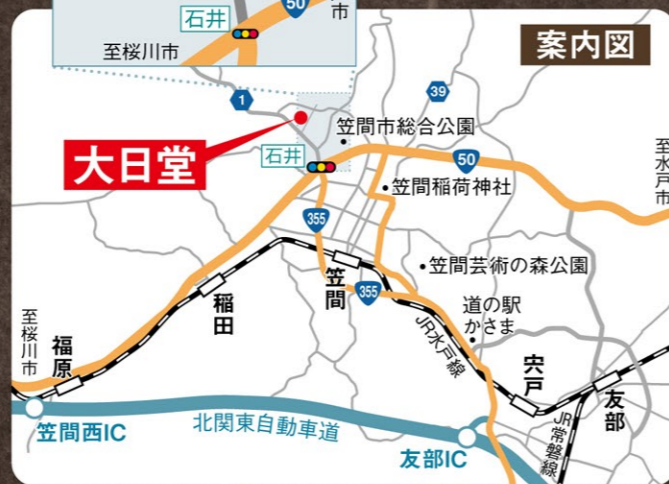 50
市
石井
至桜川市
案内図
1
39
笠間市総合公園
大日堂
石井
50
至水戸市
笠間稲荷神社
355
笠間芸術の森公園
笠間
355
道の駅
かさま
稲田
JR水戸線
至桜川市
福原
宍戸
友部
JR常磐線
笠間西IC
北関東自動車道
友部IC